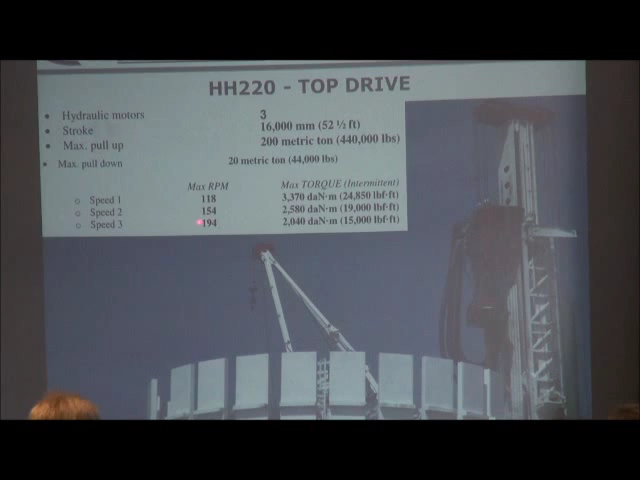 HH220 - TOP DRIVE
• Hydraulic motors 3
• Stroke 16,000 mm (52 ½ ft)
• Max. pull up 200 metric ton (440,000 lbs)
• Max. pull down 20 metric ton (44,000 lbs)
Max RPM Max TORQUE (Intermittent)
○ Speed 1 118 3,370 daN·m (24,850 lbf·ft)
○ Speed 2 154 2,580 daN·m (19,000 lbf·ft)
○ Speed 3 194 2,040 daN·m (15,000 lbf·ft)